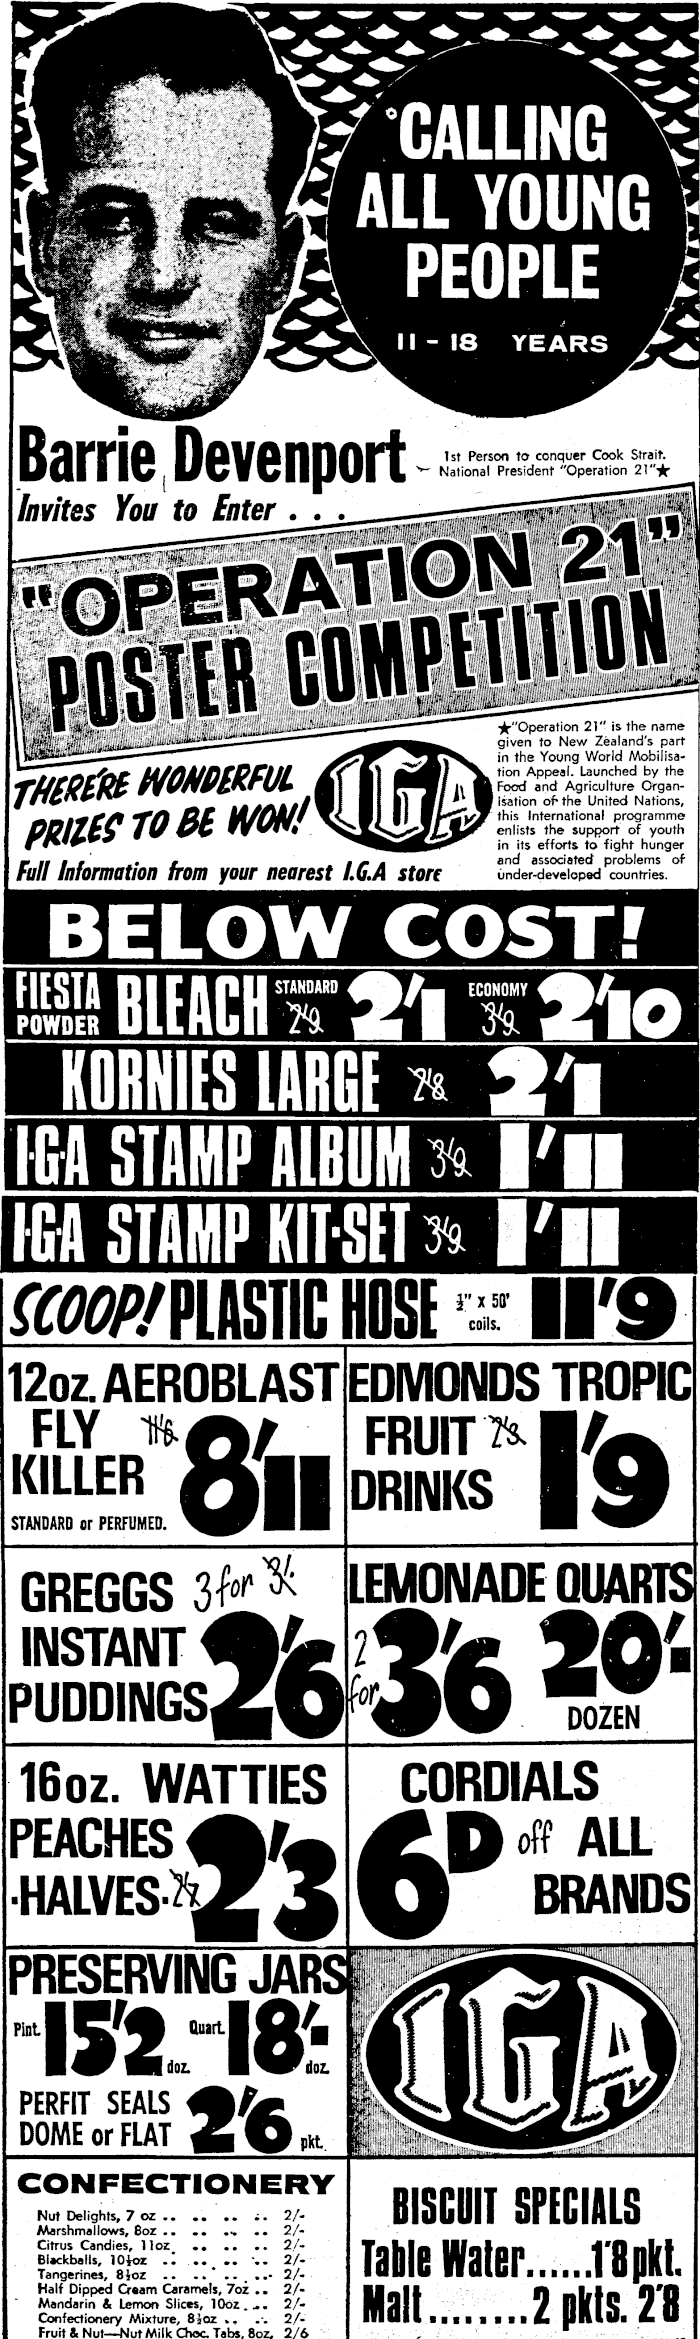 CALLING
ALL YOUNG
PEOPLE
11 - 18 YEARS
Barrie Devenport
1st Person to conquer Cook Strait.
National President "Operation 21"★
Invites You to Enter . . .
"OPERATION 21"
POSTER COMPETITION
★"Operation 21" is the name
given to New Zealand's part
in the Young World Mobilisa-
tion Appeal. Launched by the
Food and Agriculture Organ-
isation of the United Nations,
this International programme
enlists the support of youth
in its efforts to fight hunger
and associated problems of
under-developed countries.
THERE'RE WONDERFUL
PRIZES TO BE WON!
IGA
Full Information from your nearest I.G.A store
BELOW COST!
FIESTA POWDER BLEACH STANDARD 2'9 2'1 ECONOMY 3'9 2'10
KORNIES LARGE 2'8 2'1
I·G·A STAMP ALBUM 3'9 1'11
I·G·A STAMP KIT·SET 3'9 1'11
SCOOP! PLASTIC HOSE ½" x 50' coils. 11'9
12oz. AEROBLAST
FLY
KILLER
11'6 8'11
STANDARD or PERFUMED.
EDMONDS TROPIC
FRUIT
DRINKS
2'3 1'9
GREGGS
INSTANT
PUDDINGS
3 for 3/-
2'6
LEMONADE QUARTS
2 for 3'6 20'-
DOZEN
16oz. WATTIES
PEACHES
·HALVES·
2'7 2'3
CORDIALS
6D off ALL
BRANDS
PRESERVING JARS
Pint. 15'2 doz. Quart. 18'- doz.
PERFIT SEALS
DOME or FLAT
2'6 pkt.
IGA
CONFECTIONERY
Nut Delights, 7 oz .. .. .. .. 2/-
Marshmallows, 8oz .. .. .. .. 2/-
Citrus Candies, 11oz .. .. .. 2/-
Blackballs, 10½oz .. .. .. .. 2/-
Tangerines, 8½oz .. .. .. .. 2/-
Half Dipped Cream Caramels, 7oz .. 2/-
Mandarin & Lemon Slices, 10oz ... 2/-
Confectionery Mixture, 8½oz .. .. 2/-
Fruit & Nut—Nut Milk Choc. Tabs, 8oz, 2/6
BISCUIT SPECIALS
Table Water......1'8 pkt.
Malt........2 pkts. 2'8